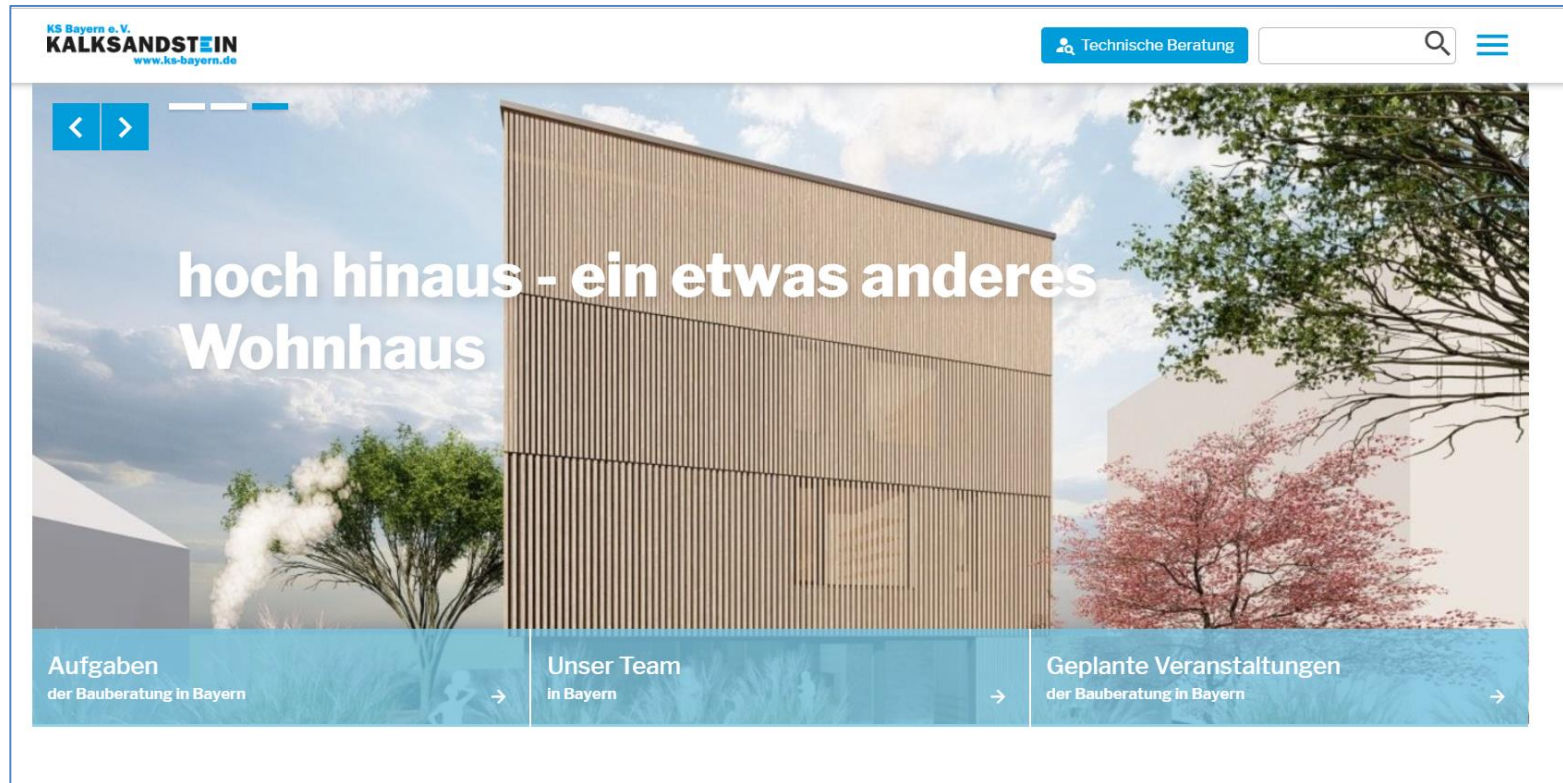 KS Bayern e. V.
KALKSANDSTEIN
www.ks-bayern.de
Technische Beratung
hoch hinaus - ein etwas anderes
Wohnhaus
Aufgaben
der Bauberatung in Bayern
Unser Team
in Bayern
Geplante Veranstaltungen
der Bauberatung in Bayern